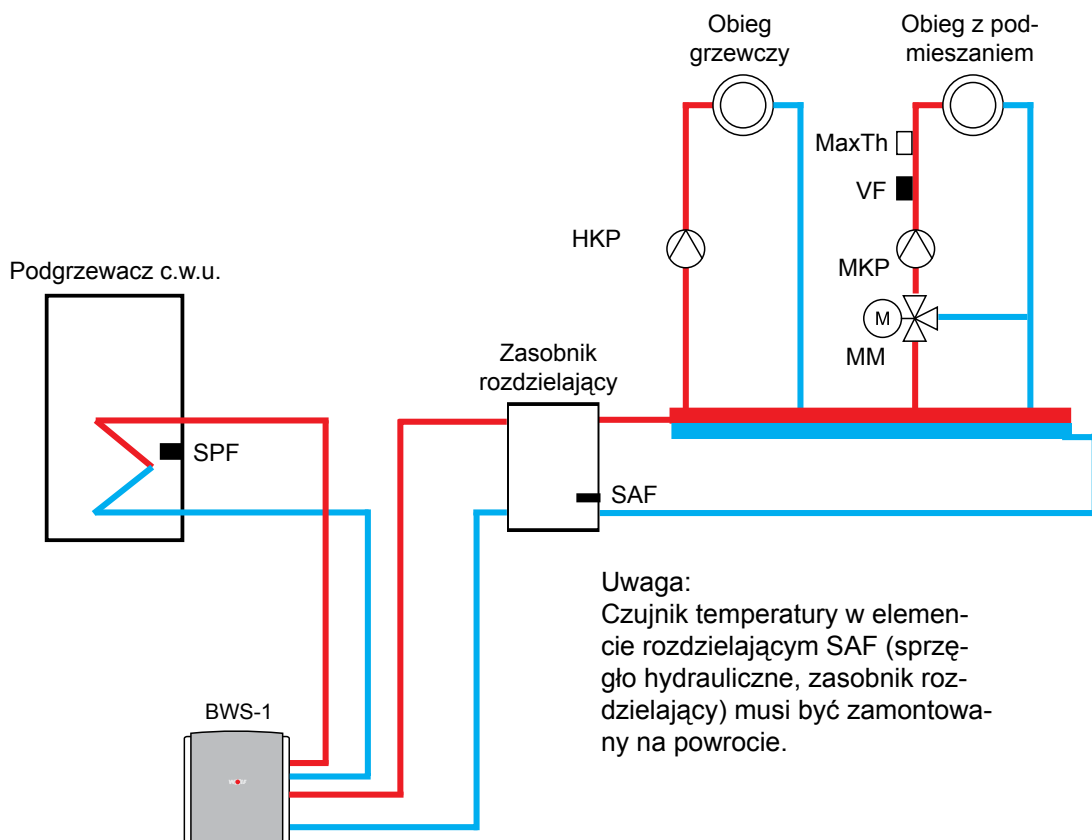 Obieg
grzewczy
Obieg z pod-
mieszaniem
MaxTh
VF
HKP
MKP
M
MM
Podgrzewacz c.w.u.
SPF
Zasobnik
rozdzielający
SAF
Uwaga:
Czujnik temperatury w elemen-
cie rozdzielającym SAF (sprzę-
gło hydrauliczne, zasobnik roz-
dzielający) musi być zamontowa-
ny na powrocie.
BWS-1